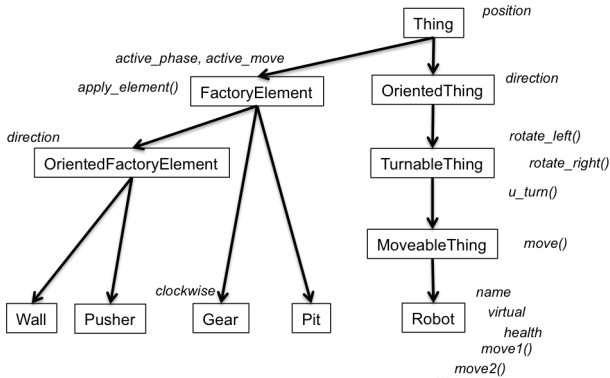 Thing
position
active_phase, active_move
apply_element()
FactoryElement
OrientedThing
direction
direction
OrientedFactoryElement
rotate_left()
TurnableThing
rotate_right()
u_turn()
MoveableThing
move()
Wall
Pusher
clockwise
Gear
Pit
Robot
name
virtual
health
move1()
move2()